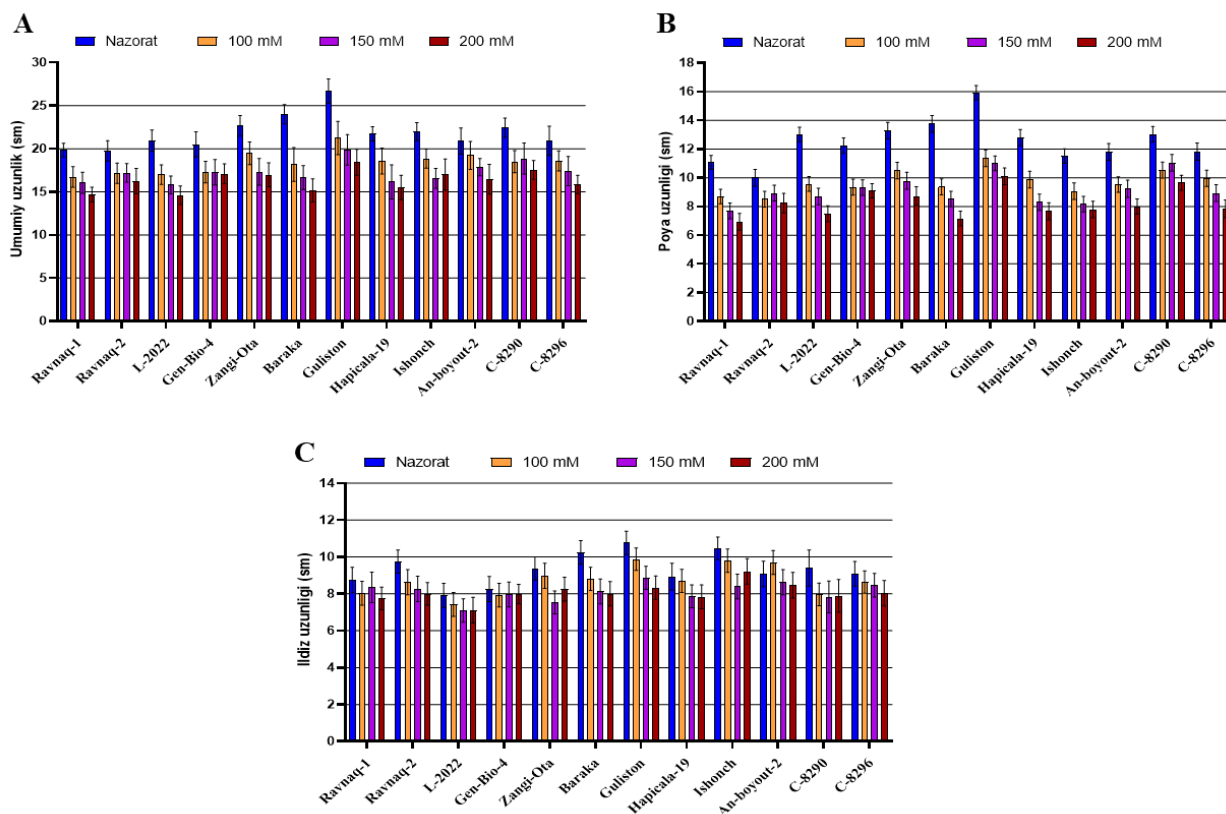 A
Nazorat 100 mM 150 mM 200 mM
Umumiy uzunlik (sm)
30
25
20
15
10
5
0
Ravnaq-1
Ravnaq-2
L-2022
Gen-Bio-4
Zangi-Ota
Baraka
Guliston
Hapicala-19
Ishonch
An-boyout-2
C-8290
C-8296
B
Nazorat 100 mM 150 mM 200 mM
Poya uzunligi (sm)
18
16
14
12
10
8
6
4
2
0
Ravnaq-1
Ravnaq-2
L-2022
Gen-Bio-4
Zangi-Ota
Baraka
Guliston
Hapicala-19
Ishonch
An-boyout-2
C-8290
C-8296
C
Nazorat 100 mM 150 mM 200 mM
Ildiz uzunligi (sm)
14
12
10
8
6
4
2
0
Ravnaq-1
Ravnaq-2
L-2022
Gen-Bio-4
Zangi-Ota
Baraka
Guliston
Hapicala-19
Ishonch
An-boyout-2
C-8290
C-8296